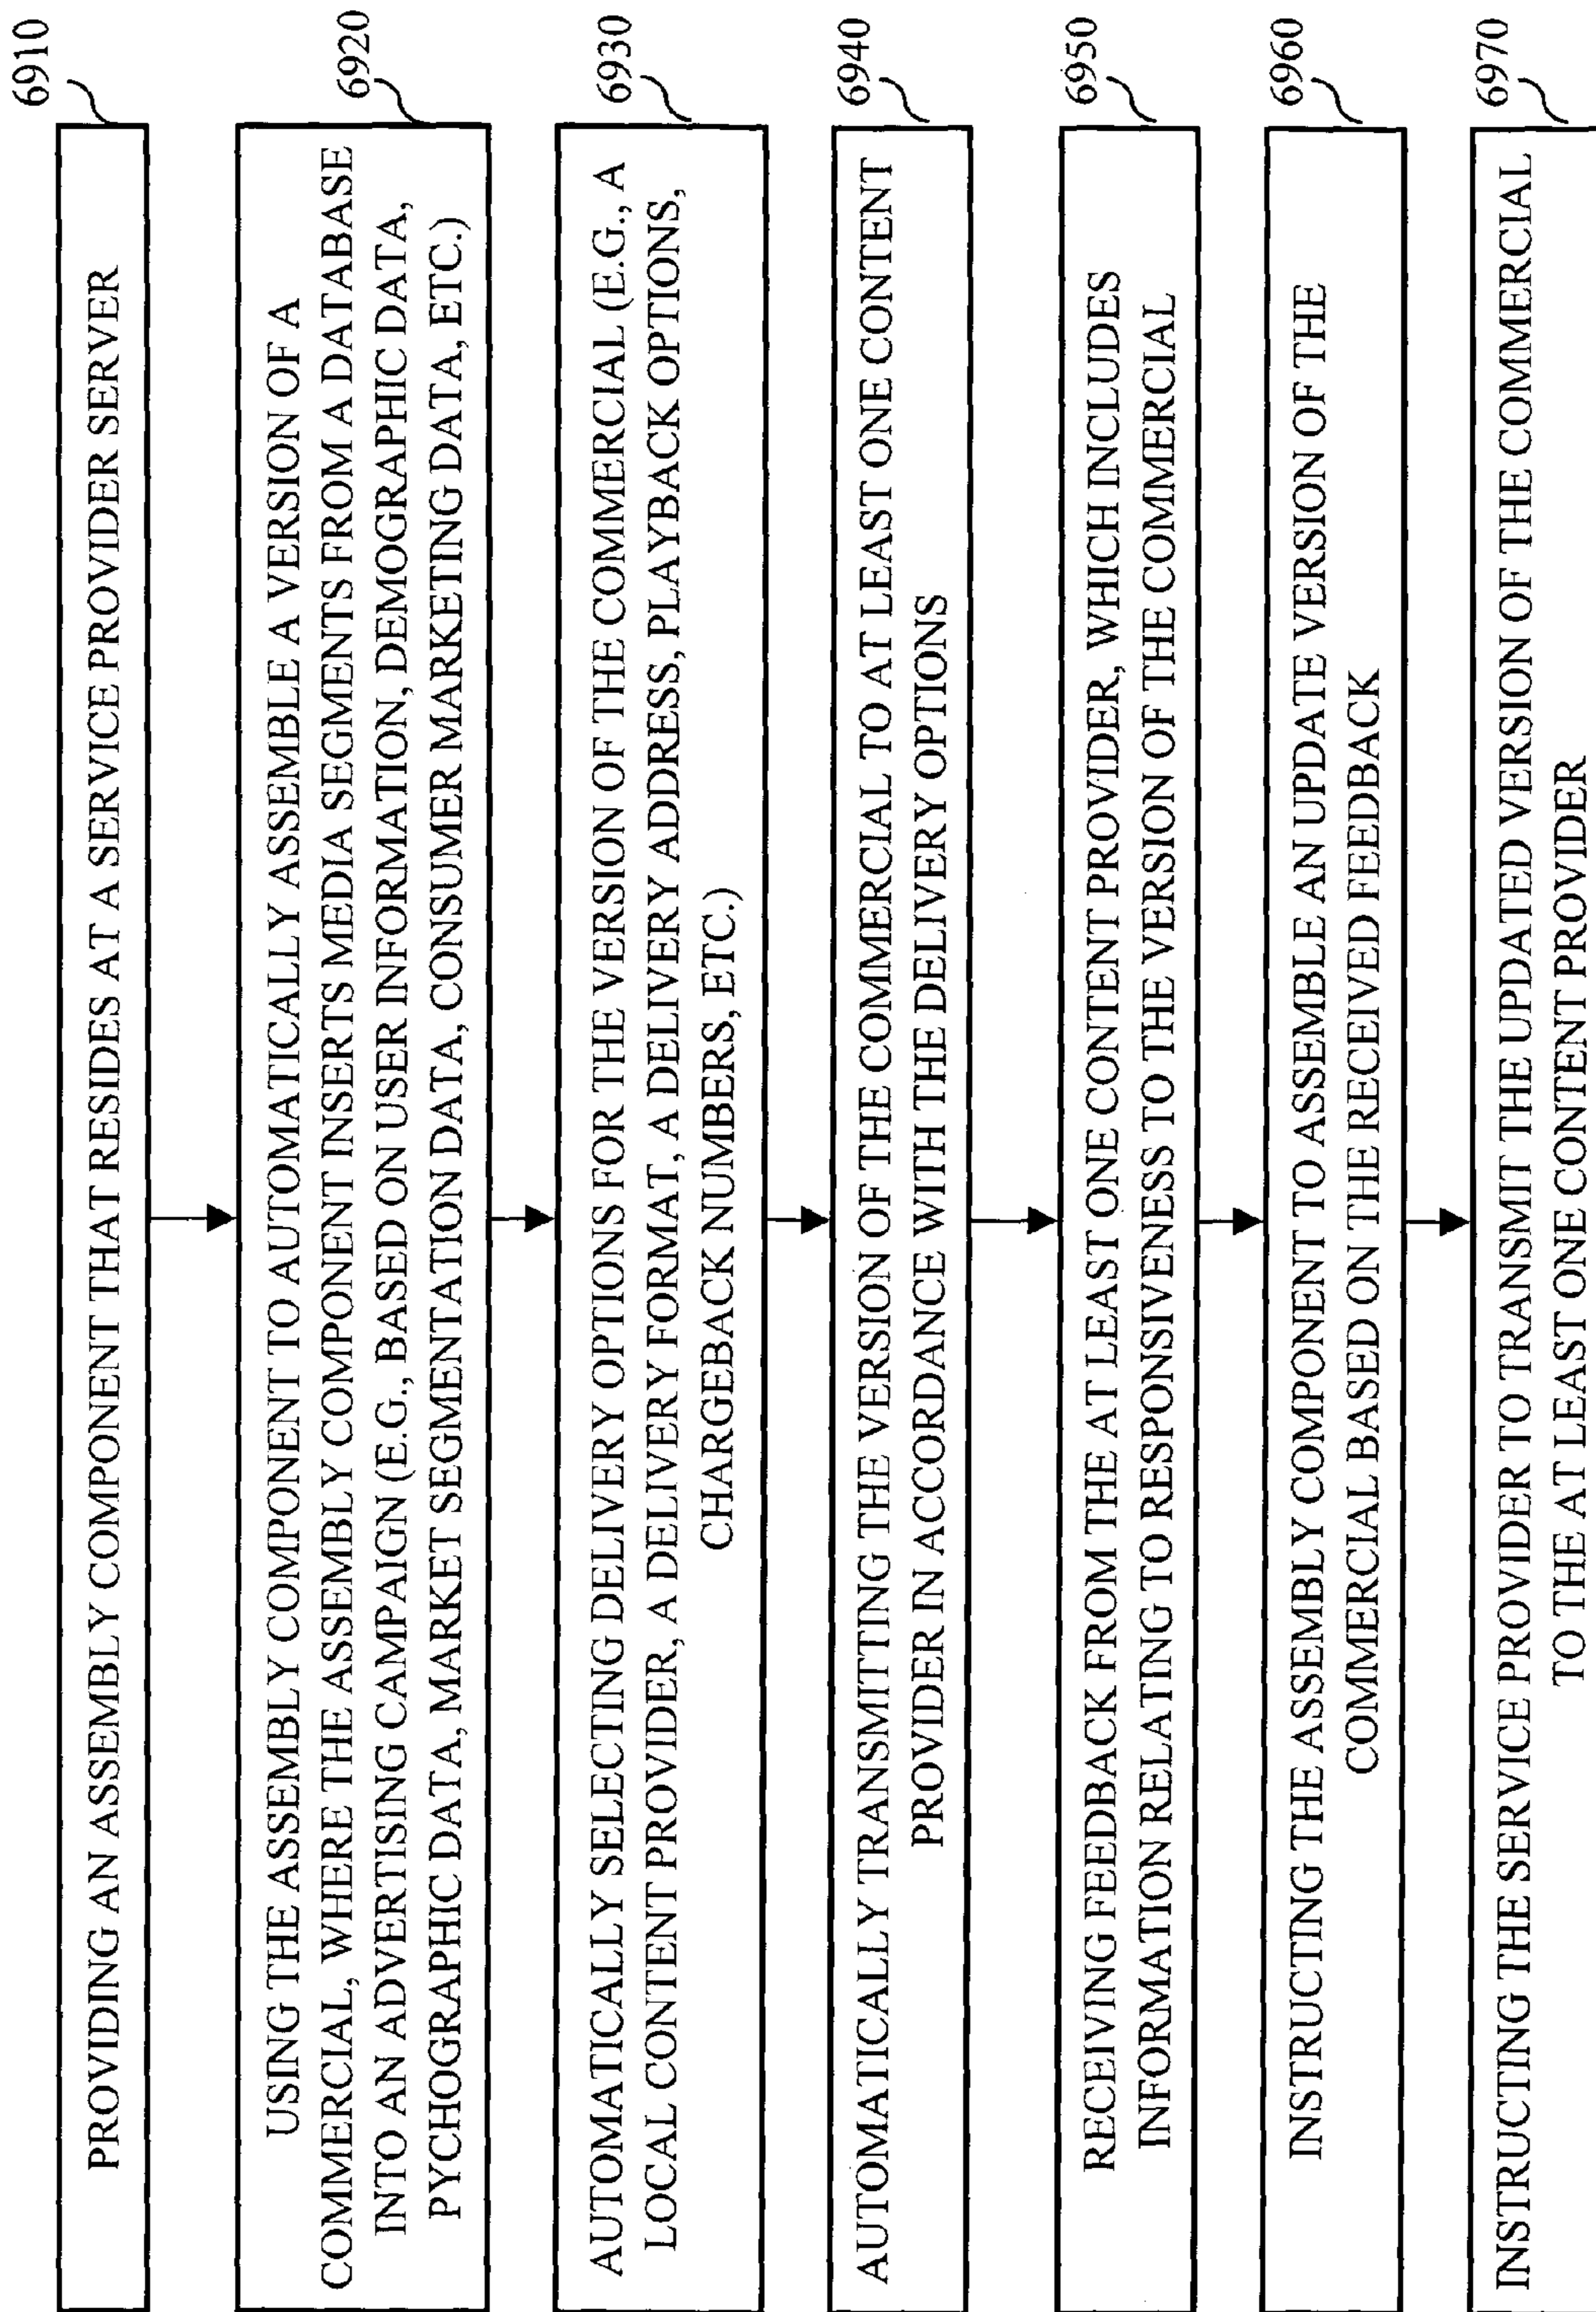 6910
PROVIDING AN ASSEMBLY COMPONENT THAT RESIDES AT A SERVICE PROVIDER SERVER
6920
USING THE ASSEMBLY COMPONENT TO AUTOMATICALLY ASSEMBLE A VERSION OF A
COMMERCIAL, WHERE THE ASSEMBLY COMPONENT INSERTS MEDIA SEGMENTS FROM A DATABASE
INTO AN ADVERTISING CAMPAIGN (E.G., BASED ON USER INFORMATION, DEMOGRAPHIC DATA,
PYCHOGRAPHIC DATA, MARKET SEGMENTATION DATA, CONSUMER MARKETING DATA, ETC.)
6930
AUTOMATICALLY SELECTING DELIVERY OPTIONS FOR THE VERSION OF THE COMMERCIAL (E.G., A
LOCAL CONTENT PROVIDER, A DELIVERY FORMAT, A DELIVERY ADDRESS, PLAYBACK OPTIONS,
CHARGEBACK NUMBERS, ETC.)
6940
AUTOMATICALLY TRANSMITTING THE VERSION OF THE COMMERCIAL TO AT LEAST ONE CONTENT
PROVIDER IN ACCORDANCE WITH THE DELIVERY OPTIONS
6950
RECEIVING FEEDBACK FROM THE AT LEAST ONE CONTENT PROVIDER, WHICH INCLUDES
INFORMATION RELATING TO RESPONSIVENESS TO THE VERSION OF THE COMMERCIAL
6960
INSTRUCTING THE ASSEMBLY COMPONENT TO ASSEMBLE AN UPDATE VERSION OF THE
COMMERCIAL BASED ON THE RECEIVED FEEDBACK
6970
INSTRUCTING THE SERVICE PROVIDER TO TRANSMIT THE UPDATED VERSION OF THE COMMERCIAL
TO THE AT LEAST ONE CONTENT PROVIDER